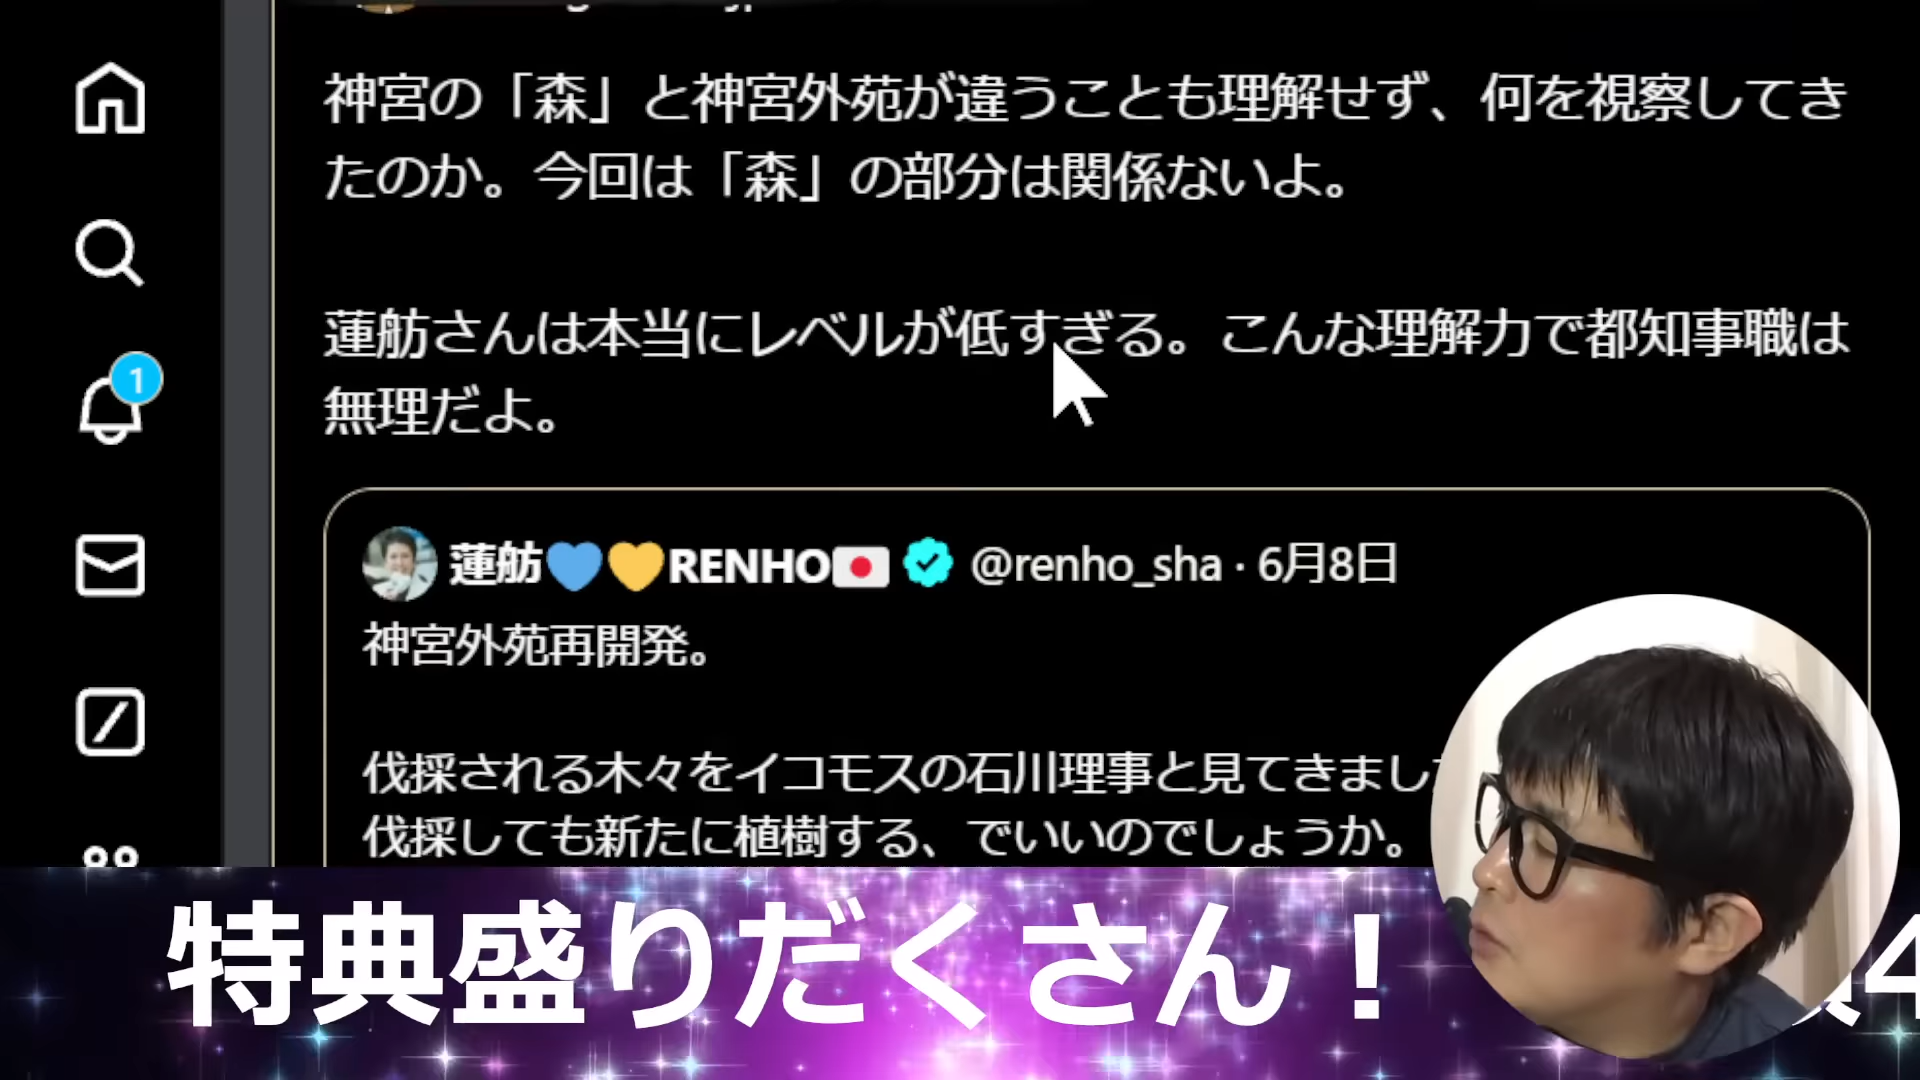 神宮の「森」と神宮外苑が違うことも理解せず、何を視察してき
たのか。今回は「森」の部分は関係ないよ。
蓮舫さんは本当にレベルが低すぎる。こんな理解力で都知事職は
無理だよ。
1
蓮舫💙💛RENHO🇯🇵 @renho_sha · 6月8日
神宮外苑再開発。
伐採される木々をイコモスの石川理事と見てきまし
伐採しても新たに植樹する、でいいのでしょうか。
特典盛りだくさん！